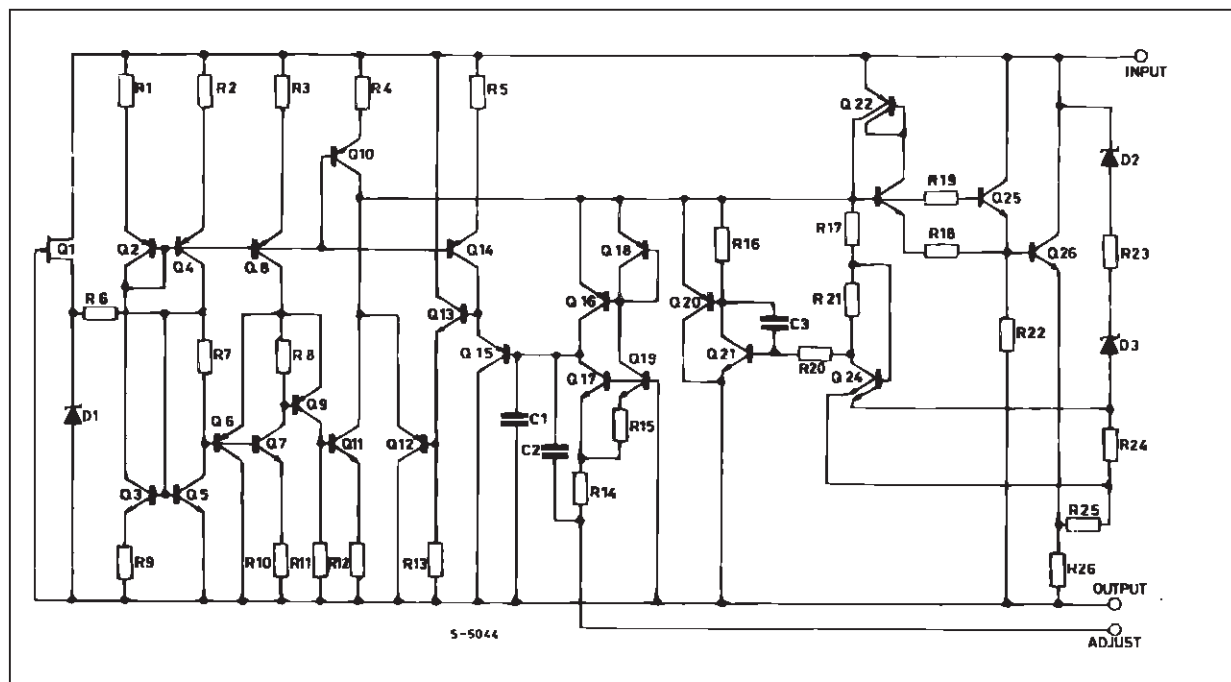 INPUT
R1
R2
R3
R4
R5
Q22
Q10
R19
Q25
D2
R17
R18
Q1
Q2
Q4
Q8
Q14
Q18
R16
Q26
R23
R6
Q13
Q16
Q20
C3
R21
R22
R7
R8
Q15
Q19
Q21
R20
Q24
D3
D1
Q6
Q9
Q17
Q7
Q11
Q12
C1
C2
R15
R24
Q3
Q5
R14
R25
R9
R10
R11
R12
R13
R26
OUTPUT
S-5044
ADJUST